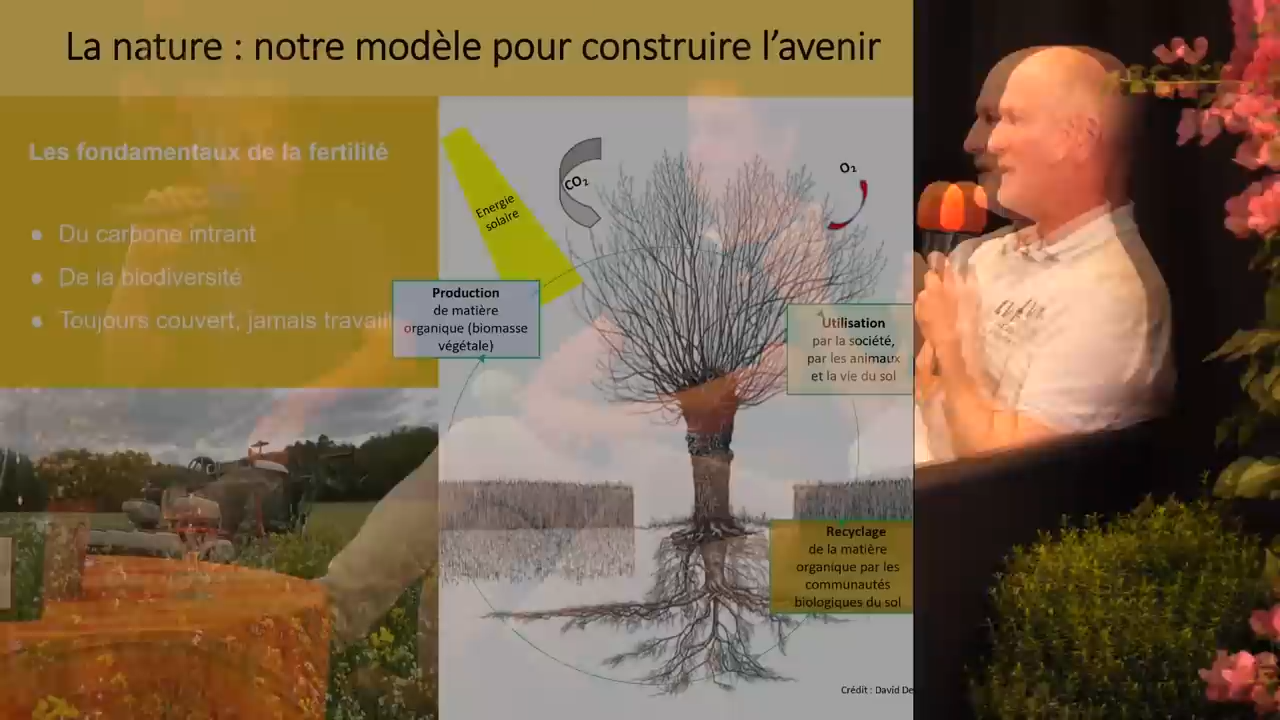 La nature : notre modèle pour construire l'avenir
Les fondamentaux de la fertilité
● Du carbone intrant
● De la biodiversité
● Toujours couvert, jamais travaill
Energie
solaire
CO₂
O₂
Production
de matière
organique (biomasse
végétale)
Utilisation
par la société,
par les animaux
et la vie du sol
Recyclage
de la matière
organique par les
communautés
biologiques du sol
Crédit : David De